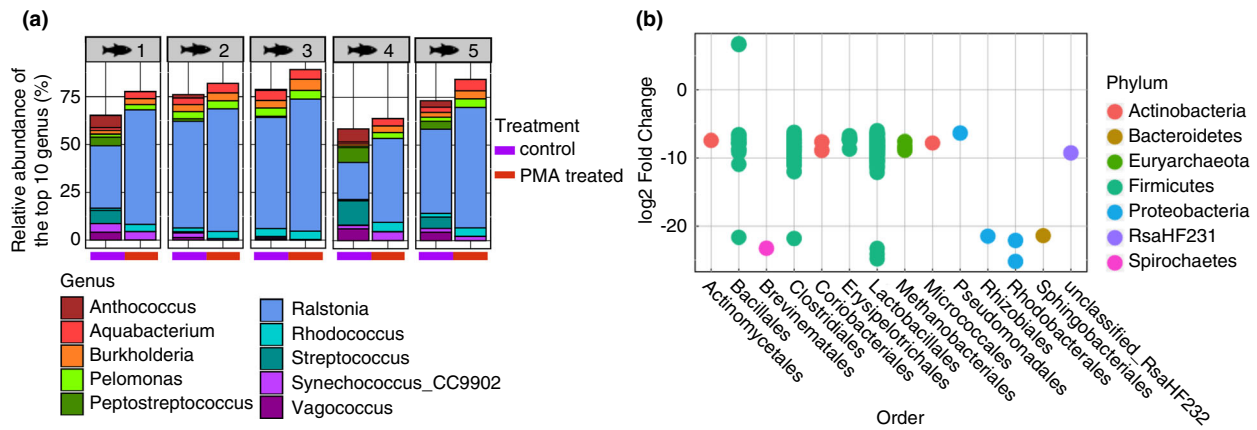 (a)
1
2
3
4
5
Relative abundance of
the top 10 genus (%)
75
50
25
0
Treatment
control
PMA treated
Genus
Anthococcus
Aquabacterium
Burkholderia
Pelomonas
Peptostreptococcus
Ralstonia
Rhodococcus
Streptococcus
Synechococcus_CC9902
Vagococcus
(b)
log2 Fold Change
0
-10
-20
Actinomycetales
Bacillales
Brevinematales
Clostridiales
Coriobacteriales
Erysipelotrichales
Lactobacillales
Methanobacteriales
Micrococcales
Pseudomonadales
Rhizobiales
Rhodobacterales
Sphingobacteriales
unclassified_RsaHF232
Order
Phylum
Actinobacteria
Bacteroidetes
Euryarchaeota
Firmicutes
Proteobacteria
RsaHF231
Spirochaetes